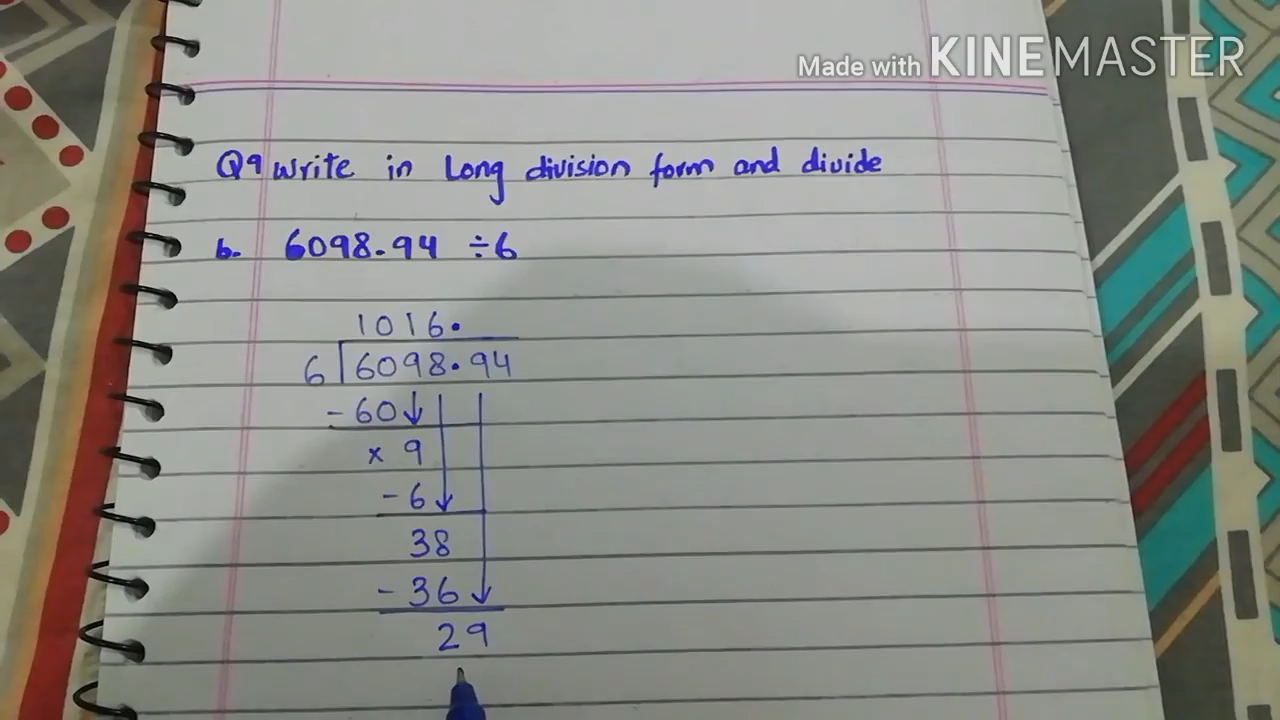 Made with KINEMASTER
Q9 Write in Long division form and divide
b. 6098.94 ÷6
1016.
6 6098.94
-60↓
x 9
-6↓
38
-36↓
29